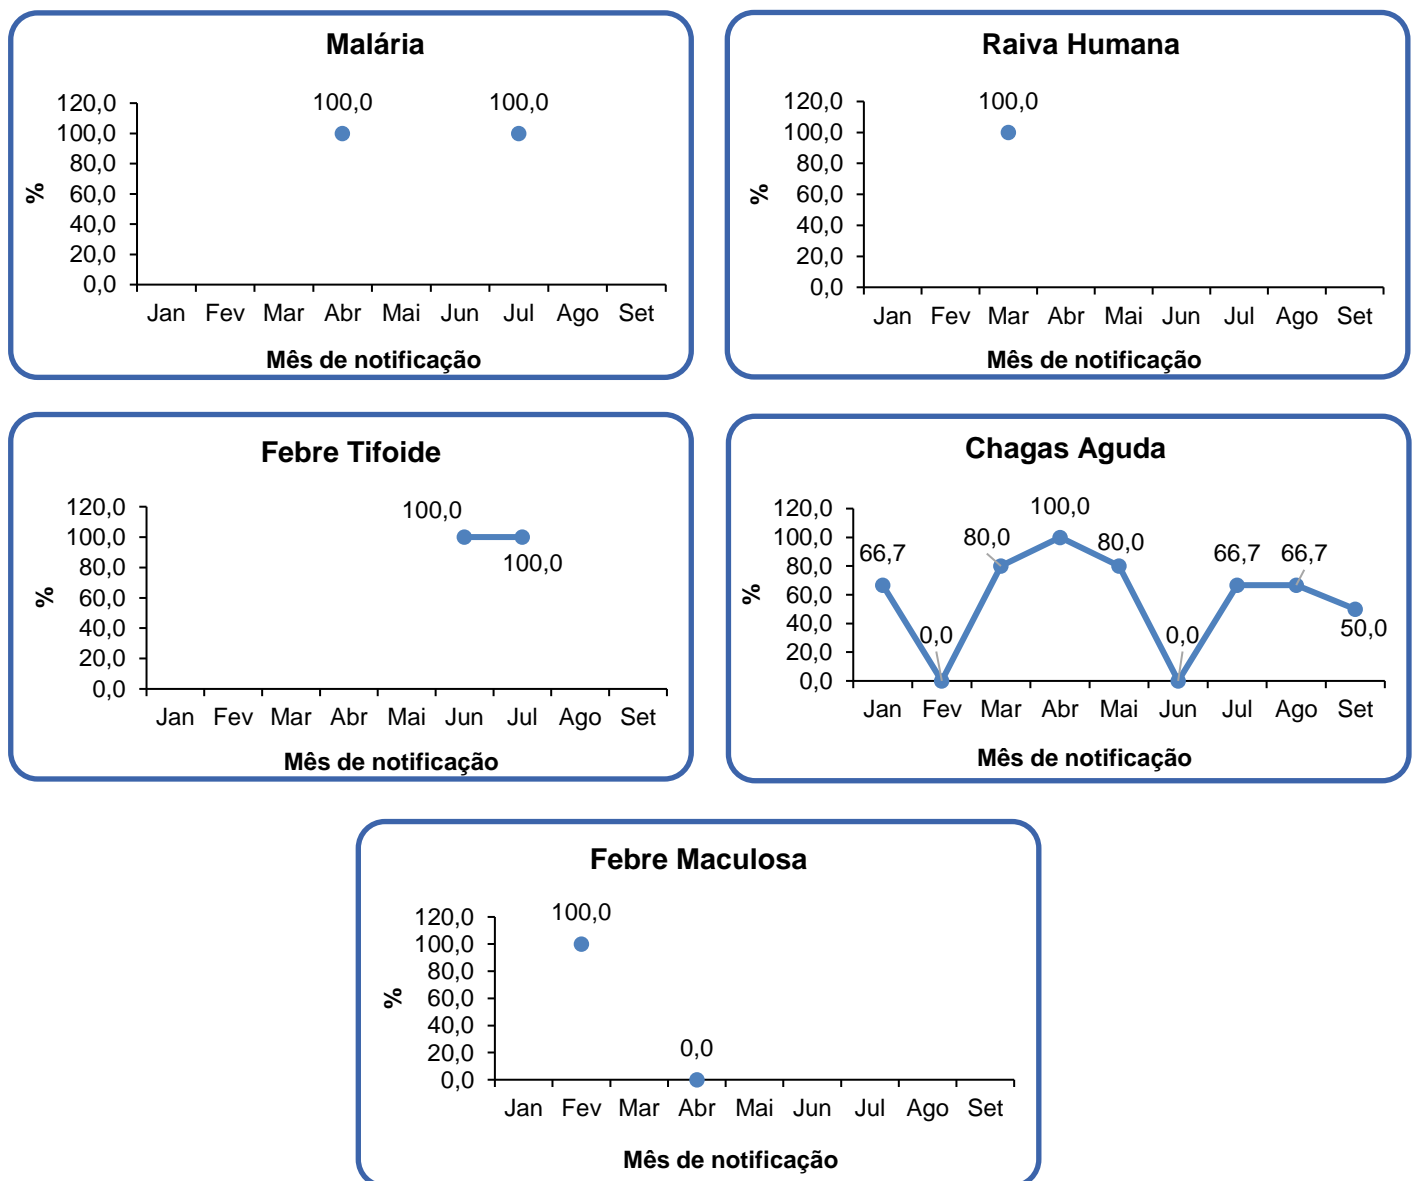 Malária
100,0 100,0
120,0
100,0
80,0
60,0
40,0
20,0
0,0
%
Jan Fev Mar Abr Mai Jun Jul Ago Set
Mês de notificação
Raiva Humana
100,0
120,0
100,0
80,0
60,0
40,0
20,0
0,0
%
Jan Fev Mar Abr Mai Jun Jul Ago Set
Mês de notificação
Febre Tifoide
100,0
100,0
120,0
100,0
80,0
60,0
40,0
20,0
0,0
%
Jan Fev Mar Abr Mai Jun Jul Ago Set
Mês de notificação
Chagas Aguda
66,7 0,0 80,0 100,0 80,0 0,0 66,7 66,7 50,0
120,0
100,0
80,0
60,0
40,0
20,0
0,0
%
Jan Fev Mar Abr Mai Jun Jul Ago Set
Mês de notificação
Febre Maculosa
100,0
0,0
120,0
100,0
80,0
60,0
40,0
20,0
0,0
%
Jan Fev Mar Abr Mai Jun Jul Ago Set
Mês de notificação